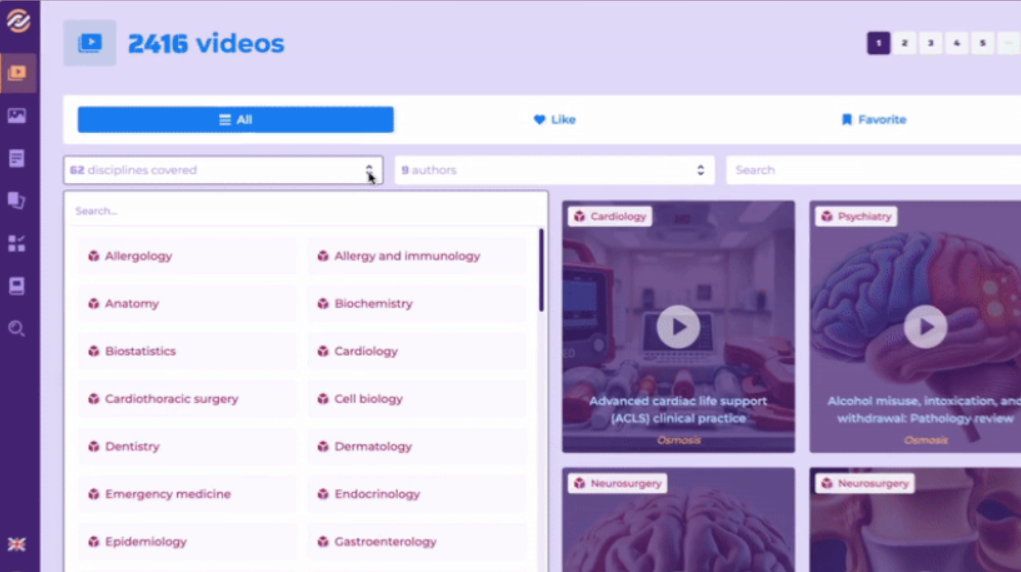 2416 videos
1 2 3 4 5
All
Like
Favorite
62 disciplines covered
9 authors
Search
Search...
Allergology
Allergy and immunology
Anatomy
Biochemistry
Biostatistics
Cardiology
Cardiothoracic surgery
Cell biology
Dentistry
Dermatology
Emergency medicine
Endocrinology
Epidemiology
Gastroenterology
Cardiology
Advanced cardiac life support
(ACLS) clinical practice
Osmosis
Psychiatry
Alcohol misuse, intoxication, and
withdrawal: Pathology review
Osmosis
Neurosurgery
Neurosurgery